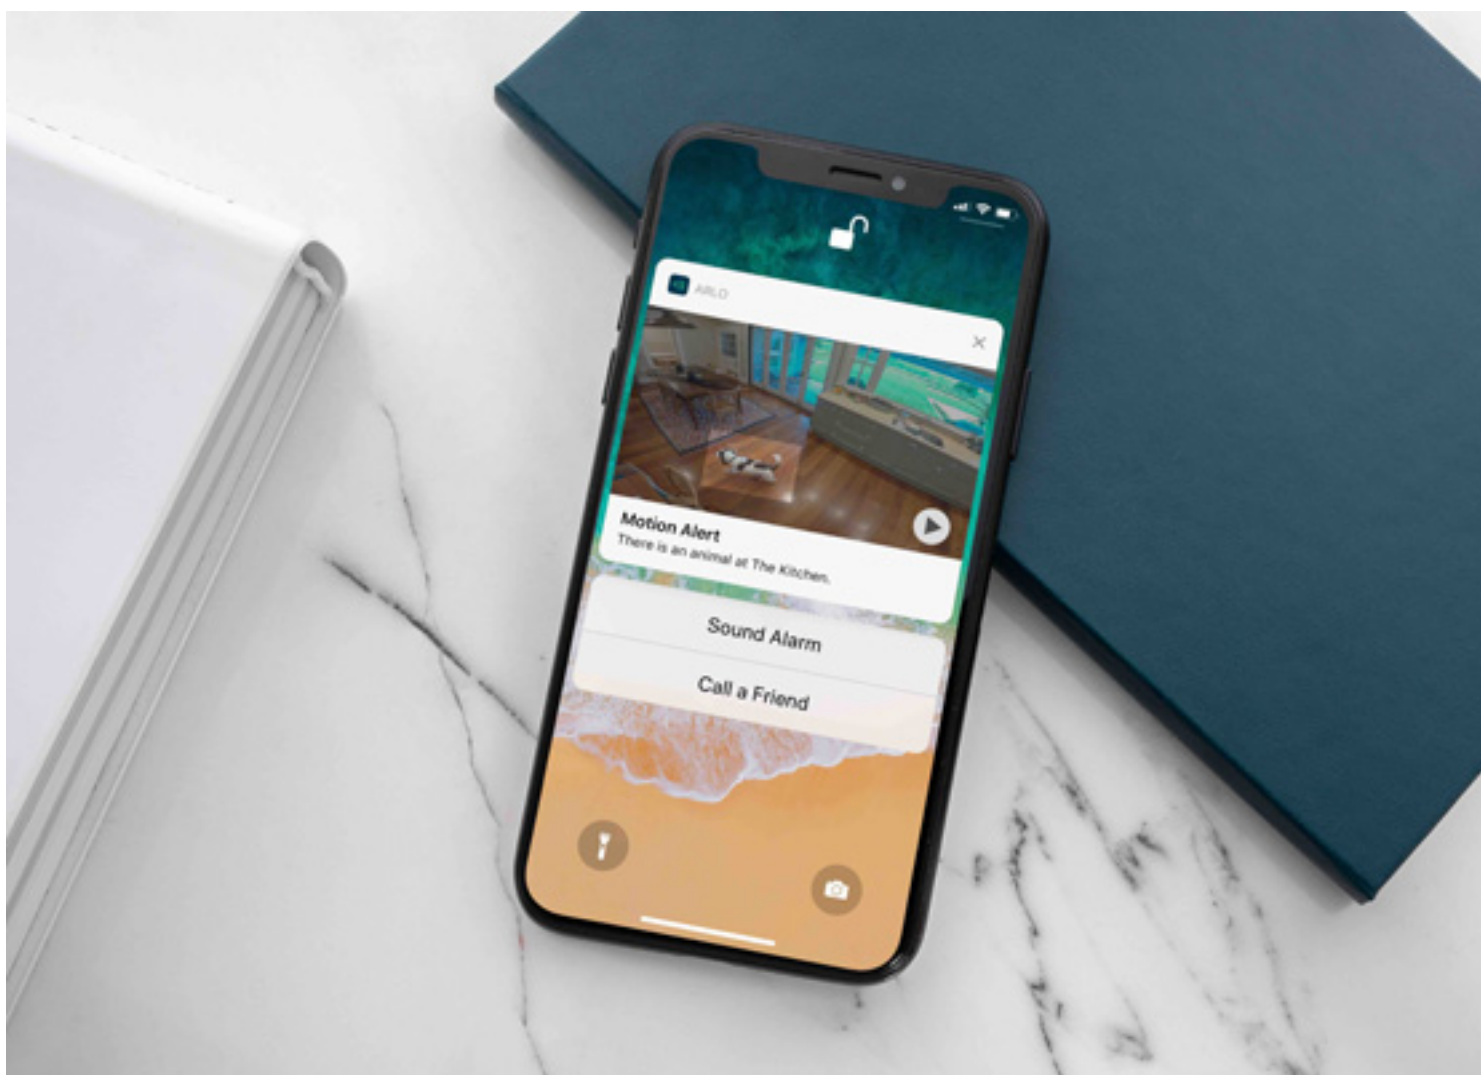 ARLO
Motion Alert
There is an animal at The Kitchen.
Sound Alarm
Call a Friend